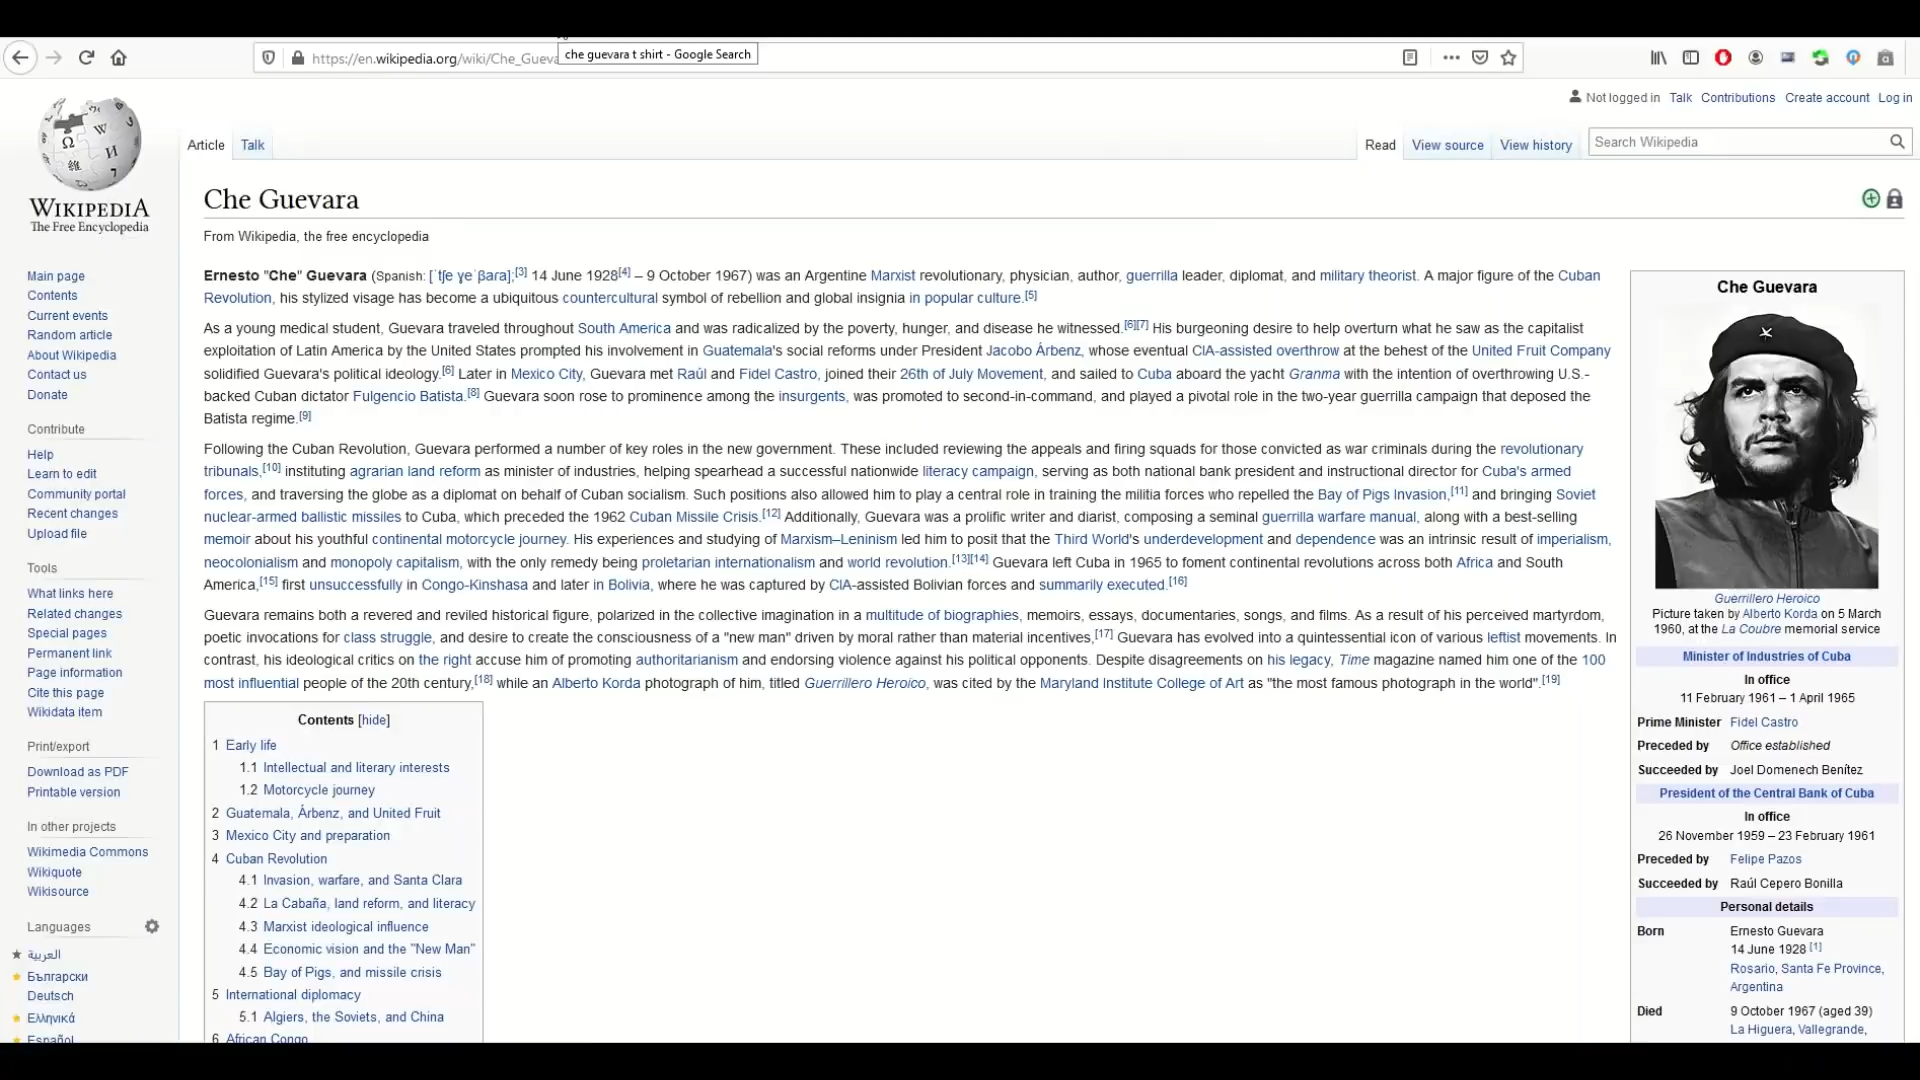 https://en.wikipedia.org/wiki/Che_Gueva
che guevara t shirt - Google Search
Not logged in Talk Contributions Create account Log in
Article Talk
Read View source View history
Search Wikipedia
WIKIPEDIA
The Free Encyclopedia
Che Guevara
From Wikipedia, the free encyclopedia
Main page
Contents
Current events
Random article
About Wikipedia
Contact us
Donate
Contribute
Help
Learn to edit
Community portal
Recent changes
Upload file
Tools
What links here
Related changes
Special pages
Permanent link
Page information
Cite this page
Wikidata item
Print/export
Download as PDF
Printable version
In other projects
Wikimedia Commons
Wikiquote
Wikisource
Languages
العربية
Български
Deutsch
Ελληνικά
Español
Ernesto "Che" Guevara (Spanish: [ˈtʃe ɣeˈβaɾa];[3] 14 June 1928[4] – 9 October 1967) was an Argentine Marxist revolutionary, physician, author, guerrilla leader, diplomat, and military theorist. A major figure of the Cuban
Revolution, his stylized visage has become a ubiquitous countercultural symbol of rebellion and global insignia in popular culture.[5]
As a young medical student, Guevara traveled throughout South America and was radicalized by the poverty, hunger, and disease he witnessed.[6][7] His burgeoning desire to help overturn what he saw as the capitalist
exploitation of Latin America by the United States prompted his involvement in Guatemala's social reforms under President Jacobo Árbenz, whose eventual CIA-assisted overthrow at the behest of the United Fruit Company
solidified Guevara's political ideology.[6] Later in Mexico City, Guevara met Raúl and Fidel Castro, joined their 26th of July Movement, and sailed to Cuba aboard the yacht Granma with the intention of overthrowing U.S.-
backed Cuban dictator Fulgencio Batista.[8] Guevara soon rose to prominence among the insurgents, was promoted to second-in-command, and played a pivotal role in the two-year guerrilla campaign that deposed the
Batista regime.[9]
Following the Cuban Revolution, Guevara performed a number of key roles in the new government. These included reviewing the appeals and firing squads for those convicted as war criminals during the revolutionary
tribunals,[10] instituting agrarian land reform as minister of industries, helping spearhead a successful nationwide literacy campaign, serving as both national bank president and instructional director for Cuba's armed
forces, and traversing the globe as a diplomat on behalf of Cuban socialism. Such positions also allowed him to play a central role in training the militia forces who repelled the Bay of Pigs Invasion,[11] and bringing Soviet
nuclear-armed ballistic missiles to Cuba, which preceded the 1962 Cuban Missile Crisis.[12] Additionally, Guevara was a prolific writer and diarist, composing a seminal guerrilla warfare manual, along with a best-selling
memoir about his youthful continental motorcycle journey. His experiences and studying of Marxism–Leninism led him to posit that the Third World's underdevelopment and dependence was an intrinsic result of imperialism,
neocolonialism and monopoly capitalism, with the only remedy being proletarian internationalism and world revolution.[13][14] Guevara left Cuba in 1965 to foment continental revolutions across both Africa and South
America,[15] first unsuccessfully in Congo-Kinshasa and later in Bolivia, where he was captured by CIA-assisted Bolivian forces and summarily executed.[16]
Guevara remains both a revered and reviled historical figure, polarized in the collective imagination in a multitude of biographies, memoirs, essays, documentaries, songs, and films. As a result of his perceived martyrdom,
poetic invocations for class struggle, and desire to create the consciousness of a "new man" driven by moral rather than material incentives,[17] Guevara has evolved into a quintessential icon of various leftist movements. In
contrast, his ideological critics on the right accuse him of promoting authoritarianism and endorsing violence against his political opponents. Despite disagreements on his legacy, Time magazine named him one of the 100
most influential people of the 20th century,[18] while an Alberto Korda photograph of him, titled Guerrillero Heroico, was cited by the Maryland Institute College of Art as "the most famous photograph in the world".[19]
Contents [hide]
1 Early life
1.1 Intellectual and literary interests
1.2 Motorcycle journey
2 Guatemala, Árbenz, and United Fruit
3 Mexico City and preparation
4 Cuban Revolution
4.1 Invasion, warfare, and Santa Clara
4.2 La Cabaña, land reform, and literacy
4.3 Marxist ideological influence
4.4 Economic vision and the "New Man"
4.5 Bay of Pigs, and missile crisis
5 International diplomacy
5.1 Algiers, the Soviets, and China
6 African Congo
Che Guevara
Guerrillero Heroico
Picture taken by Alberto Korda on 5 March
1960, at the La Coubre memorial service
Minister of Industries of Cuba
In office
11 February 1961 – 1 April 1965
Prime Minister Fidel Castro
Preceded by Office established
Succeeded by Joel Domenech Benítez
President of the Central Bank of Cuba
In office
26 November 1959 – 23 February 1961
Preceded by Felipe Pazos
Succeeded by Raúl Cepero Bonilla
Personal details
Born Ernesto Guevara
14 June 1928 [1]
Rosario, Santa Fe Province,
Argentina
Died 9 October 1967 (aged 39)
La Higuera, Vallegrande,